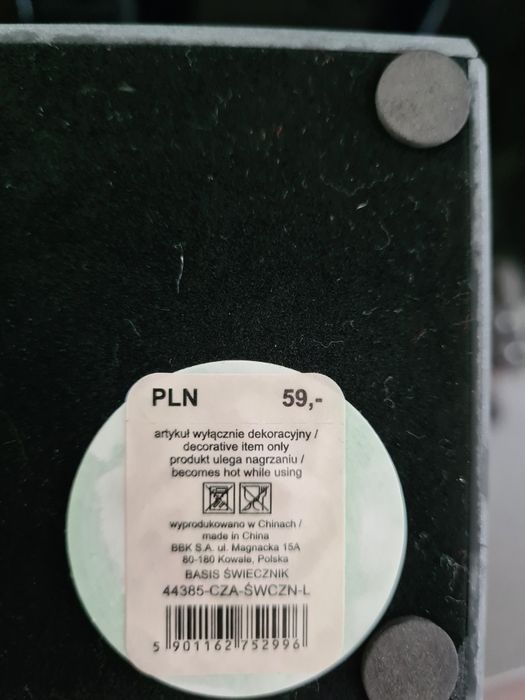 PLN 59,-
artykuł wyłącznie dekoracyjny /
decorative item only
produkt ulega nagrzaniu /
becomes hot while using
wyprodukowano w Chinach /
made in China
BBK S.A. ul. Magnacka 15A
80-180 Kowale, Polska
BASIS ŚWIECZNIK
44385-CZA-ŚWCZN-L
5 901162 752996